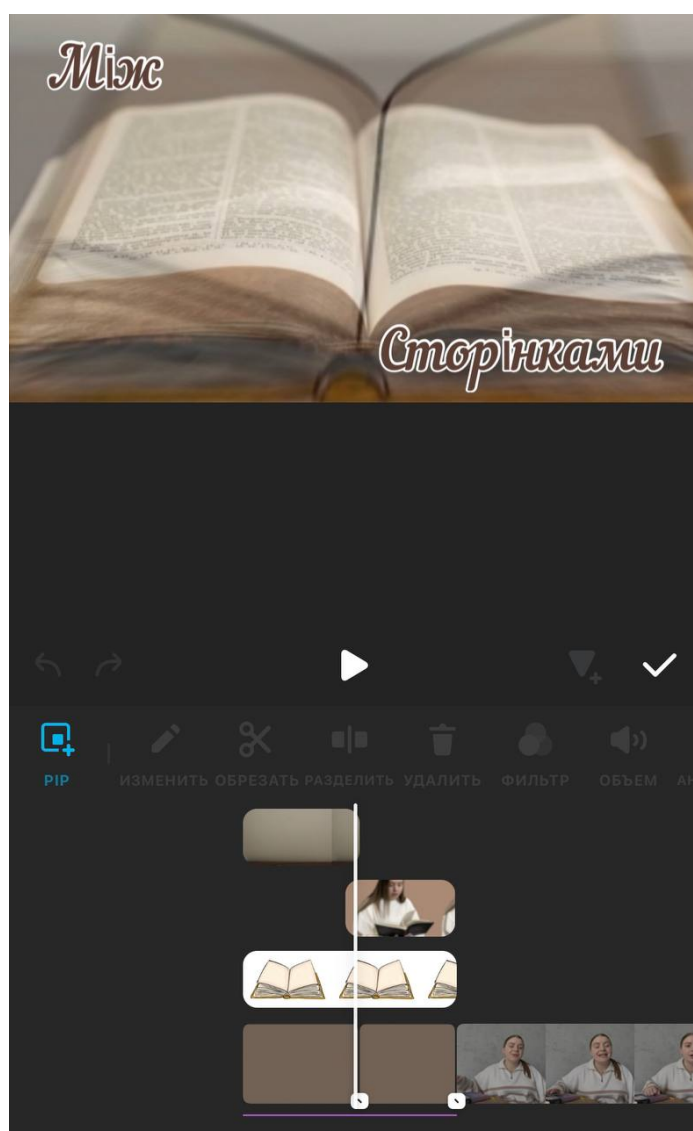 Між
Сторінками
PIP
ИЗМЕНИТЬ ОБРЕЗАТЬ РАЗДЕЛИТЬ УДАЛИТЬ ФИЛЬТР ОБЪЕМ